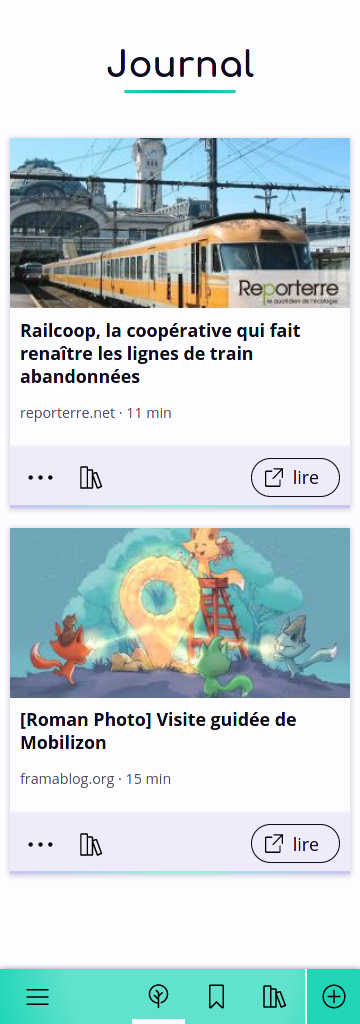 Journal
Reporterre
le quotidien de l'écologie
Railcoop, la coopérative qui fait
renaître les lignes de train
abandonnées
reporterre.net · 11 min
lire
[Roman Photo] Visite guidée de
Mobilizon
framablog.org · 15 min
lire